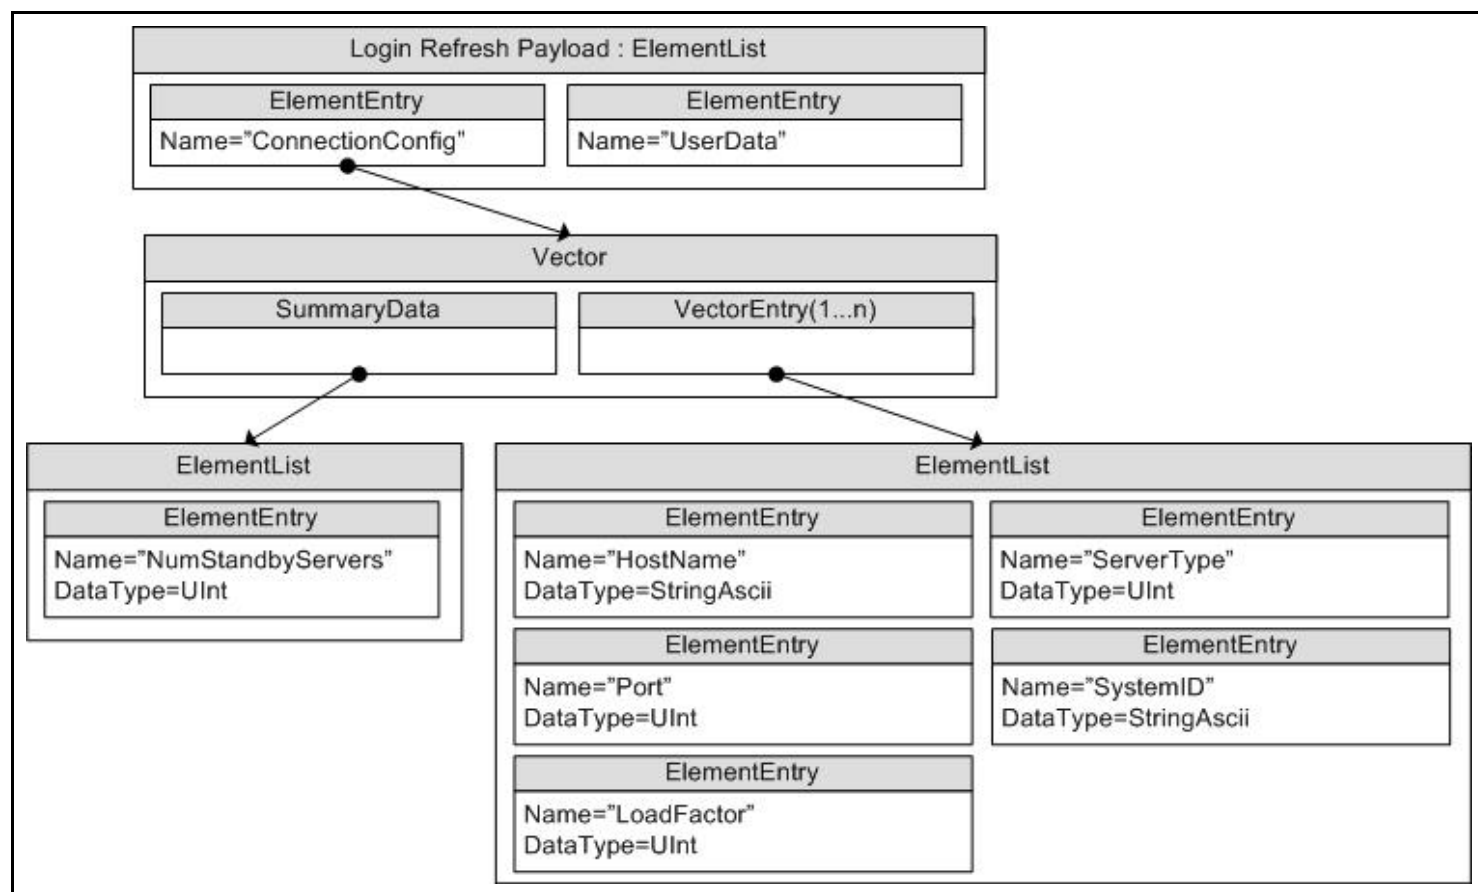 Login Refresh Payload : ElementList
ElementEntry
Name=”ConnectionConfig”
ElementEntry
Name=”UserData”
Vector
SummaryData
VectorEntry(1...n)
ElementList
ElementEntry
Name=”NumStandbyServers”
DataType=UInt
ElementList
ElementEntry
Name=”HostName”
DataType=StringAscii
ElementEntry
Name=”ServerType”
DataType=UInt
ElementEntry
Name=”Port”
DataType=UInt
ElementEntry
Name=”SystemID”
DataType=StringAscii
ElementEntry
Name=”LoadFactor”
DataType=UInt